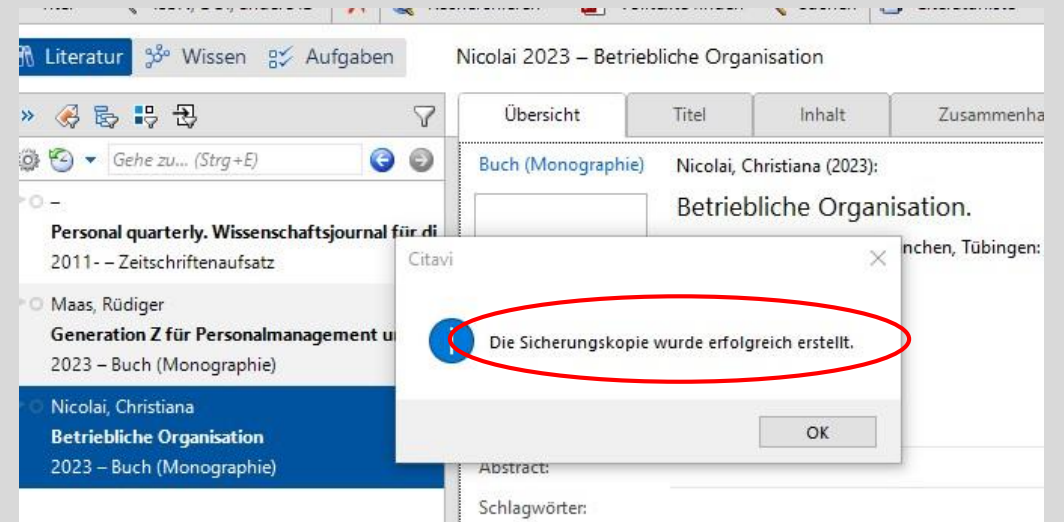 Literatur Wissen Aufgaben
Nicolai 2023 – Betriebliche Organisation
Übersicht Titel Inhalt Zusammenha
Gehe zu... (Strg+E)
Buch (Monographie) Nicolai, Christiana (2023):
Betriebliche Organisation.
nchen, Tübingen:
–
Personal quarterly. Wissenschaftsjournal für di
2011- – Zeitschriftenaufsatz
Maas, Rüdiger
Generation Z für Personalmanagement u
2023 – Buch (Monographie)
Nicolai, Christiana
Betriebliche Organisation
2023 – Buch (Monographie)
Citavi
Die Sicherungskopie wurde erfolgreich erstellt.
OK
Abstract:
Schlagwörter: